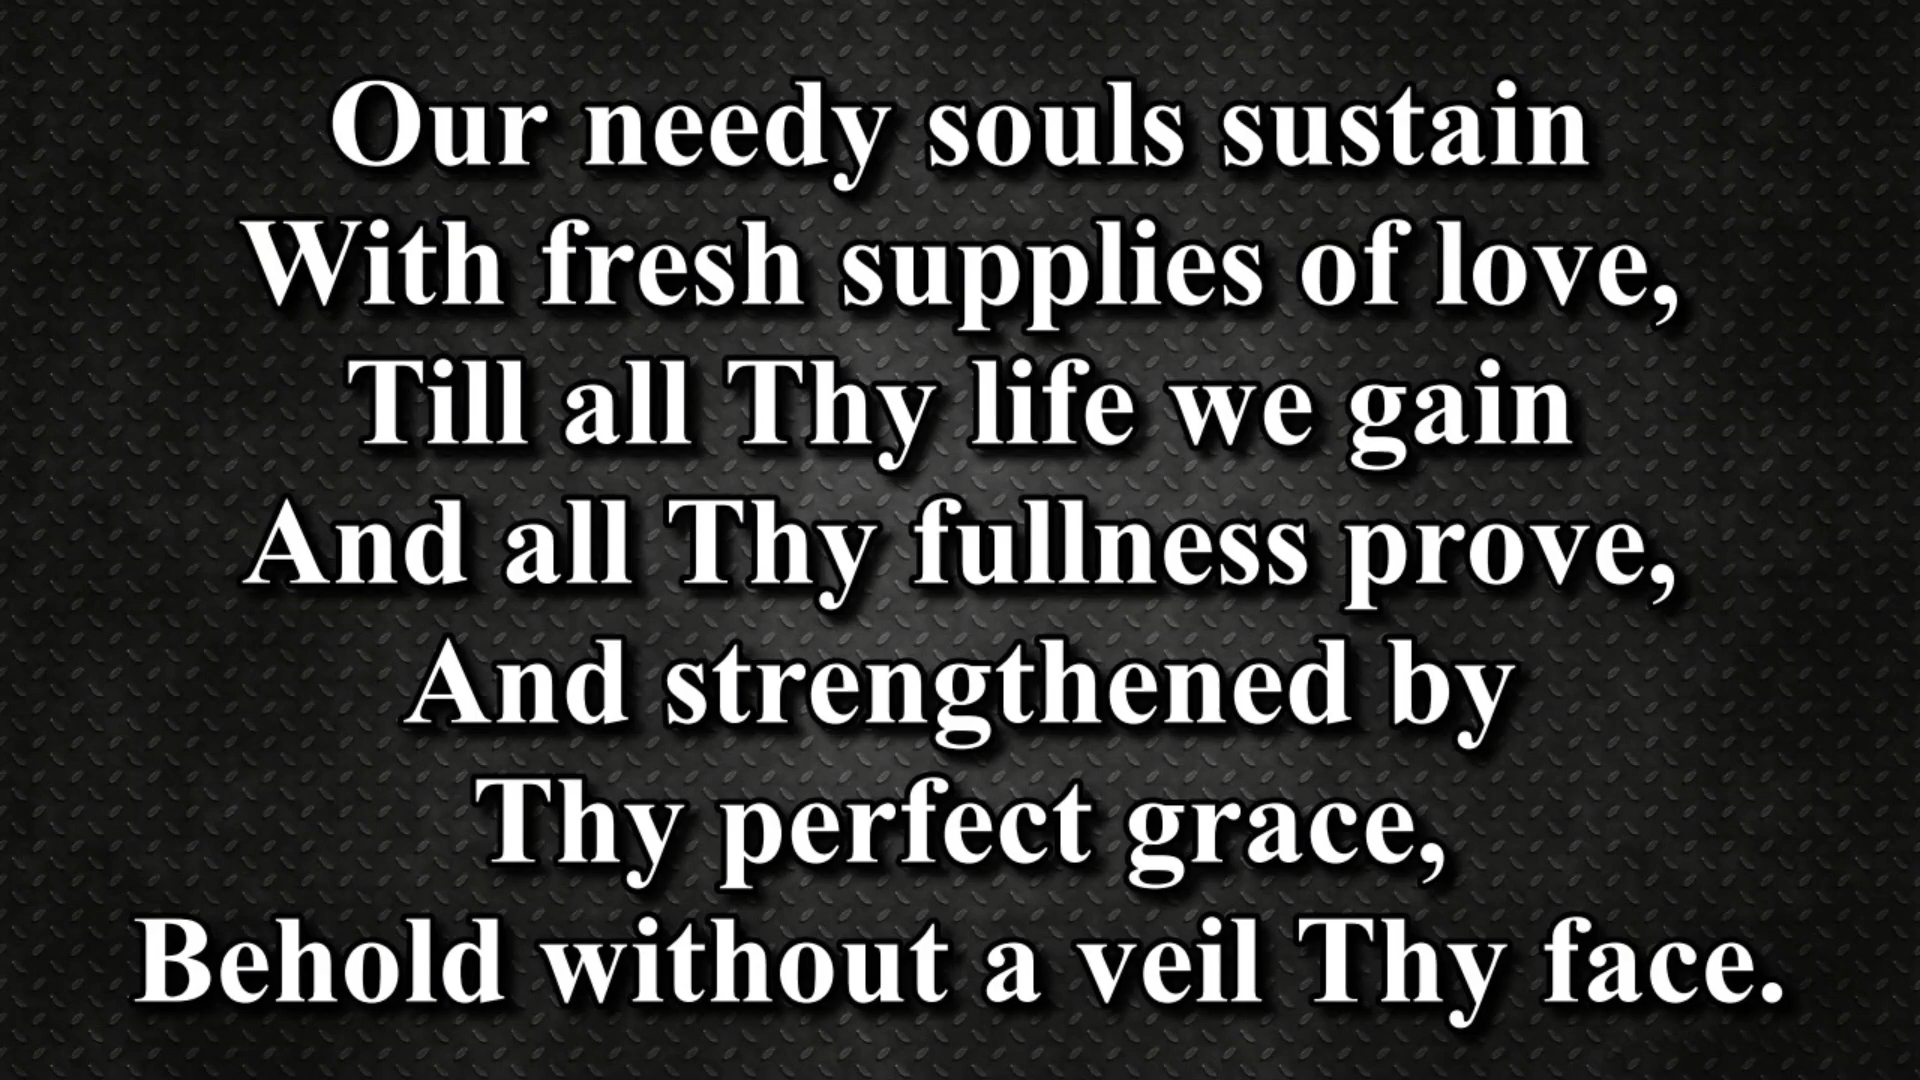 Our needy souls sustain
With fresh supplies of love,
Till all Thy life we gain
And all Thy fullness prove,
And strengthened by
Thy perfect grace,
Behold without a veil Thy face.